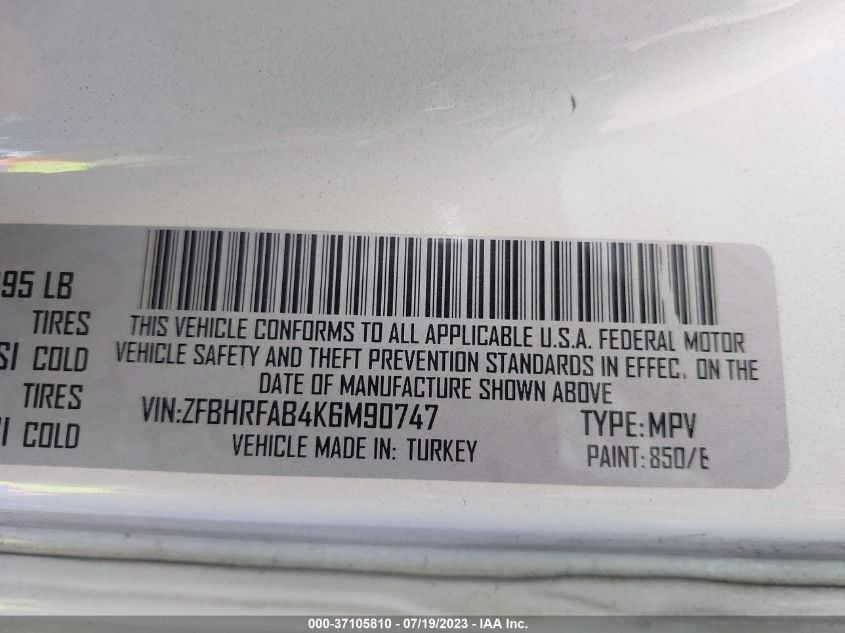 395 LB
TIRES
SI COLD
TIRES
I COLD
THIS VEHICLE CONFORMS TO ALL APPLICABLE U.S.A. FEDERAL MOTOR
VEHICLE SAFETY AND THEFT PREVENTION STANDARDS IN EFFEC. ON THE
DATE OF MANUFACTURE SHOWN ABOVE
VIN:ZFBHRFAB4K6M90747 TYPE:MPV
VEHICLE MADE IN: TURKEY PAINT:850/E
000-37105810 / 07/19/2023 - IAA Inc.